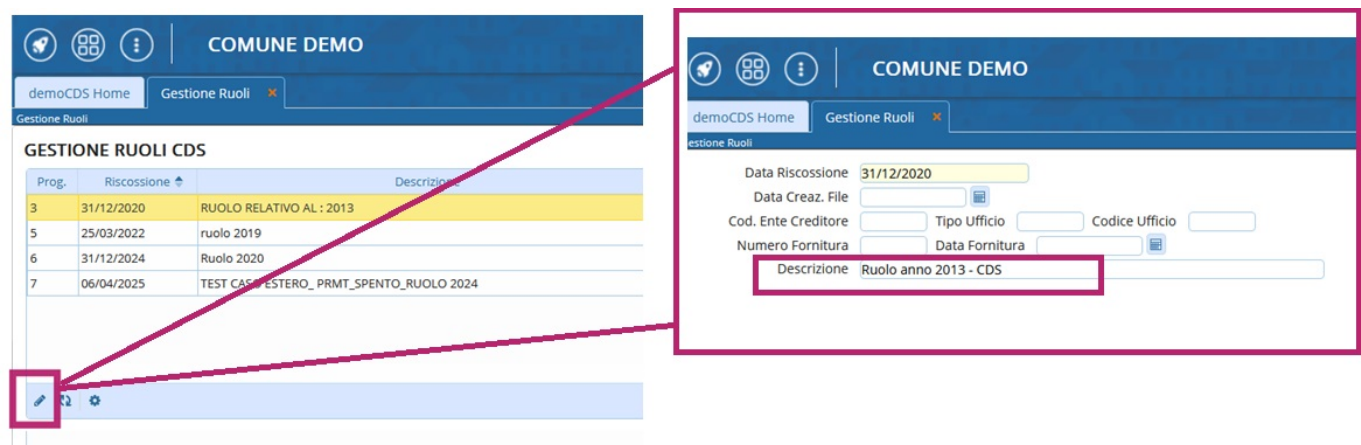 COMUNE DEMO
demoCDS Home Gestione Ruoli ×
Gestione Ruoli
GESTIONE RUOLI CDS
Prog. Riscossione Descrizione
3 31/12/2020 RUOLO RELATIVO AL : 2013
5 25/03/2022 ruolo 2019
6 31/12/2024 Ruolo 2020
7 06/04/2025 TEST CASO ESTERO_ PRMT_SPENTO_RUOLO 2024
COMUNE DEMO
demoCDS Home Gestione Ruoli ×
estione Ruoli
Data Riscossione 31/12/2020
Data Creaz. File
Cod. Ente Creditore Tipo Ufficio Codice Ufficio
Numero Fornitura Data Fornitura
Descrizione Ruolo anno 2013 - CDS